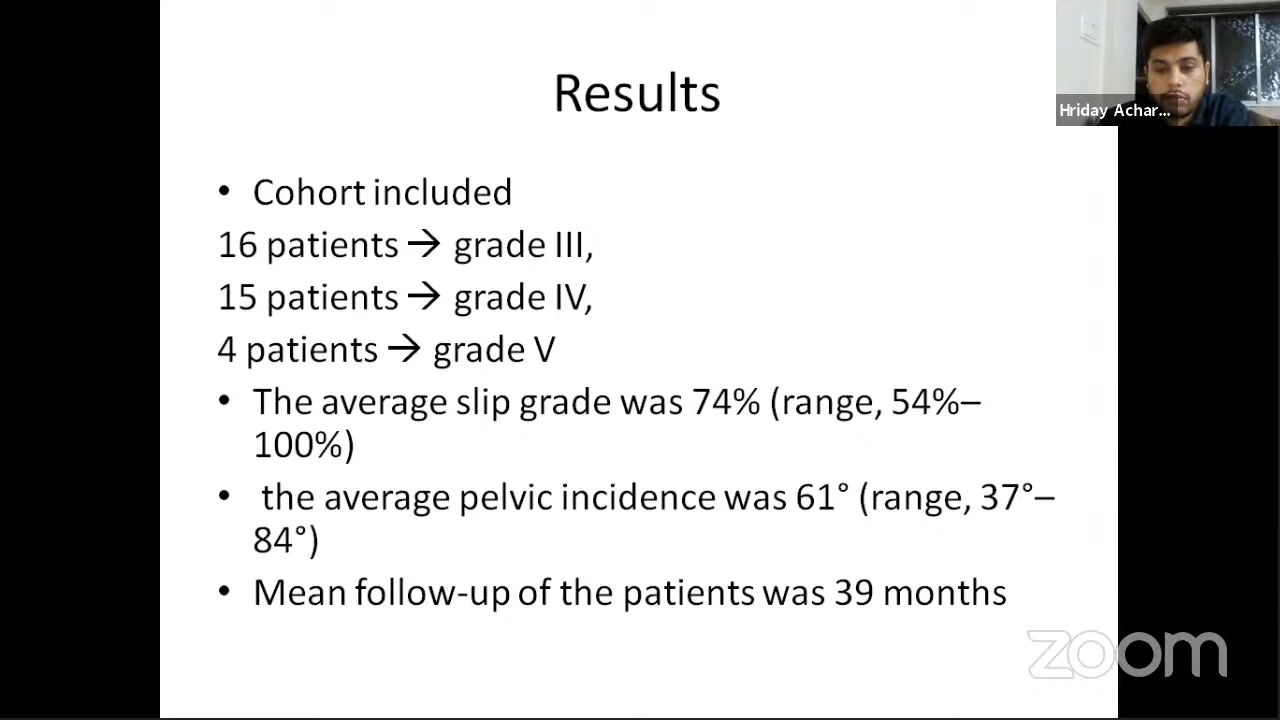 Results
Hriday Achar...
• Cohort included
16 patients → grade III,
15 patients → grade IV,
4 patients → grade V
• The average slip grade was 74% (range, 54%–
100%)
• the average pelvic incidence was 61° (range, 37°–
84°)
• Mean follow-up of the patients was 39 months
zoom